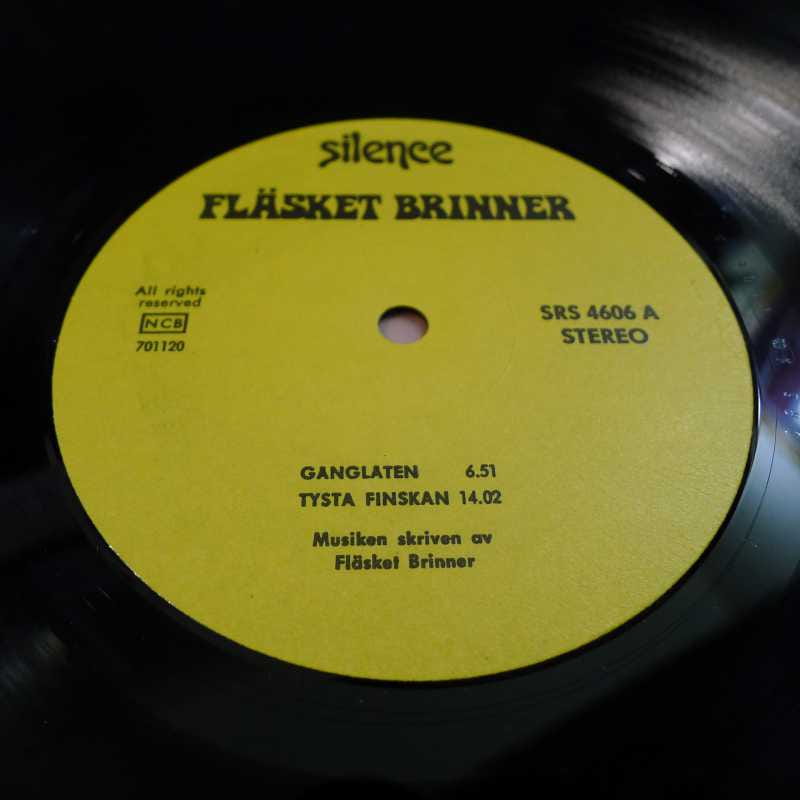 silence
FLÄSKET BRINNER
All rights
reserved
NCB
701120
SRS 4606 A
STEREO
GANGLATEN 6.51
TYSTA FINSKAN 14.02
Musiken skriven av
Fläsket Brinner